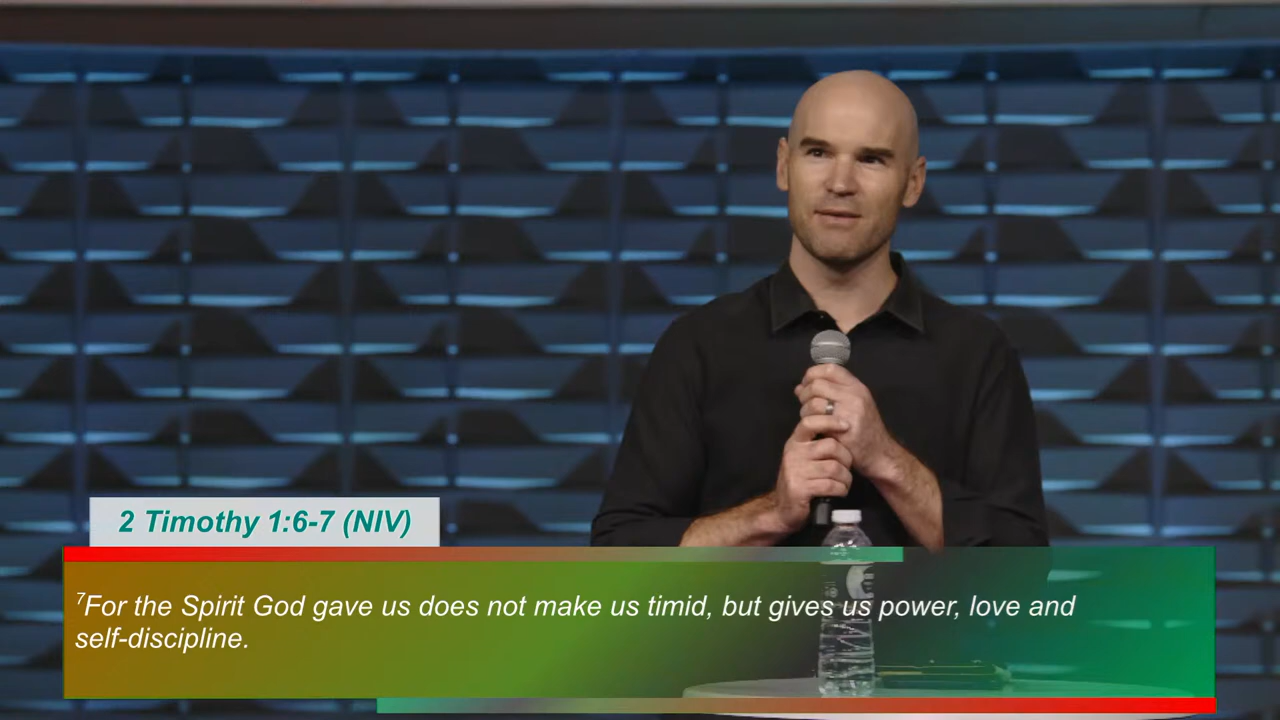 2 Timothy 1:6-7 (NIV)
⁷For the Spirit God gave us does not make us timid, but gives us power, love and
self-discipline.